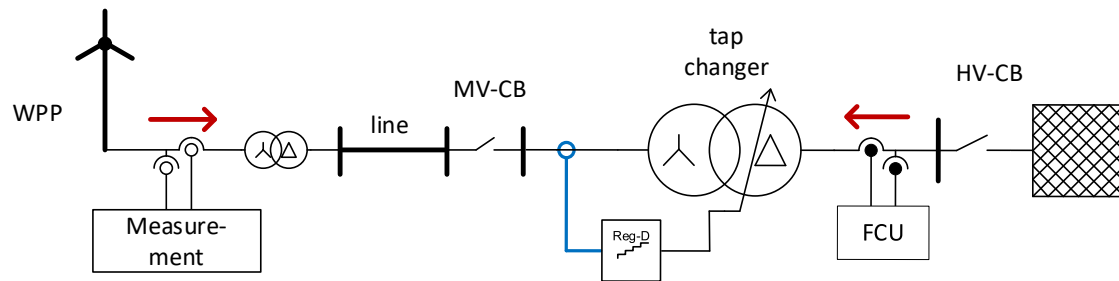 tap
changer
HV-CB
MV-CB
WPP
line
Measure-
ment
Reg-D
FCU